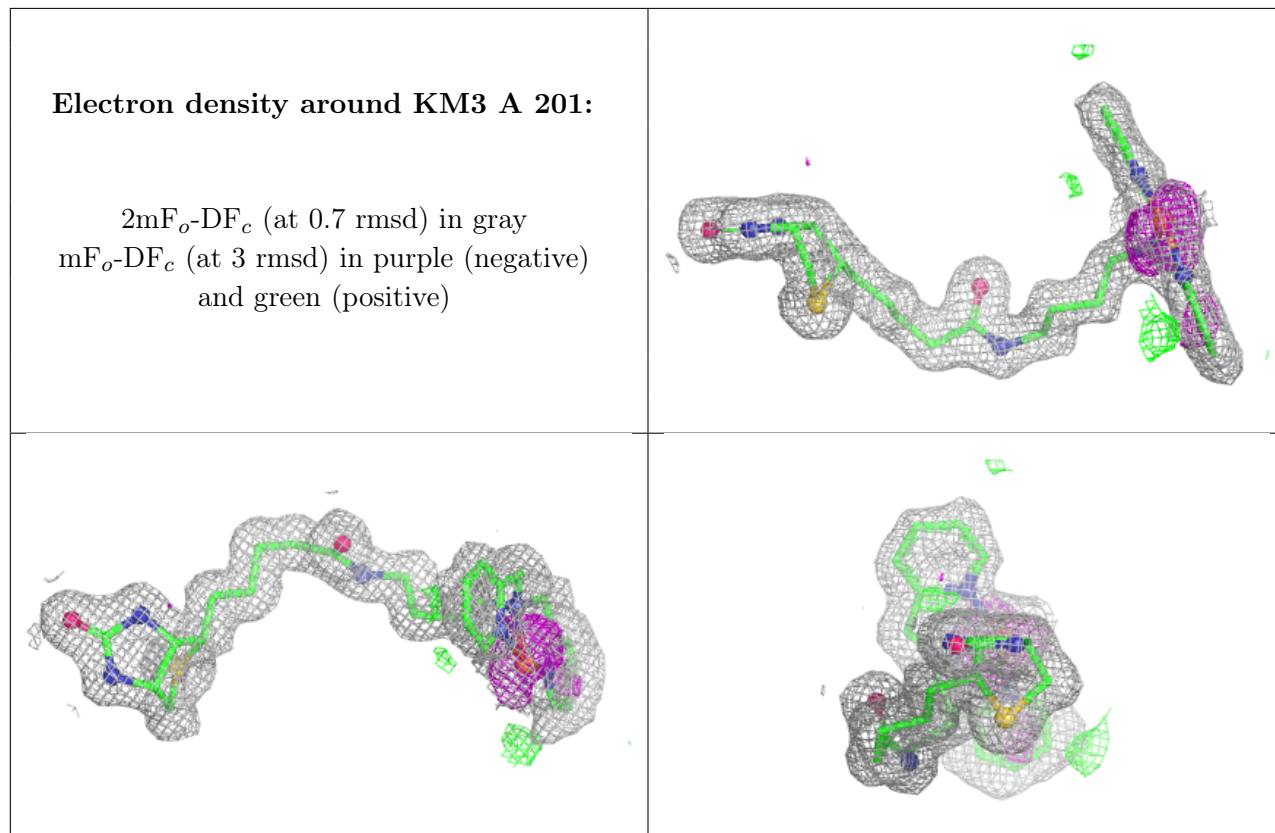 Electron density around KM3 A 201:
2mFo-DFc (at 0.7 rmsd) in gray
mFo-DFc (at 3 rmsd) in purple (negative)
and green (positive)